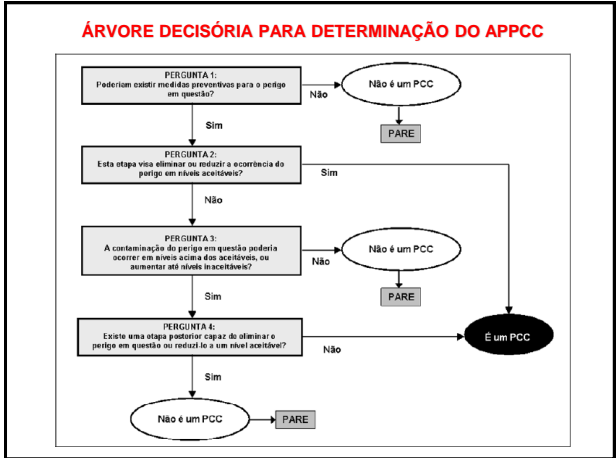 ÁRVORE DECISÓRIA PARA DETERMINAÇÃO DO APPCC
PERGUNTA 1:
Poderiam existir medidas preventivas para o perigo
em questão?
Não
Não é um PCC
PARE
Sim
PERGUNTA 2:
Esta etapa visa eliminar ou reduzir a ocorrência do
perigo em níveis aceitáveis?
Sim
Não
PERGUNTA 3:
A contaminação do perigo em questão poderia
ocorrer em níveis acima dos aceitáveis, ou
aumentar até níveis inaceitáveis?
Não
Não é um PCC
PARE
Sim
PERGUNTA 4:
Existe uma etapa posterior capaz de eliminar o
perigo em questão ou reduzi-lo a um nível aceitável?
Não
É um PCC
Sim
Não é um PCC
PARE